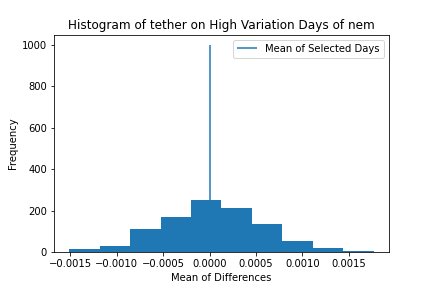 Histogram of tether on High Variation Days of nem
Mean of Selected Days
1000
800
600
400
200
0
Frequency
−0.0015 −0.0010 −0.0005 0.0000 0.0005 0.0010 0.0015
Mean of Differences